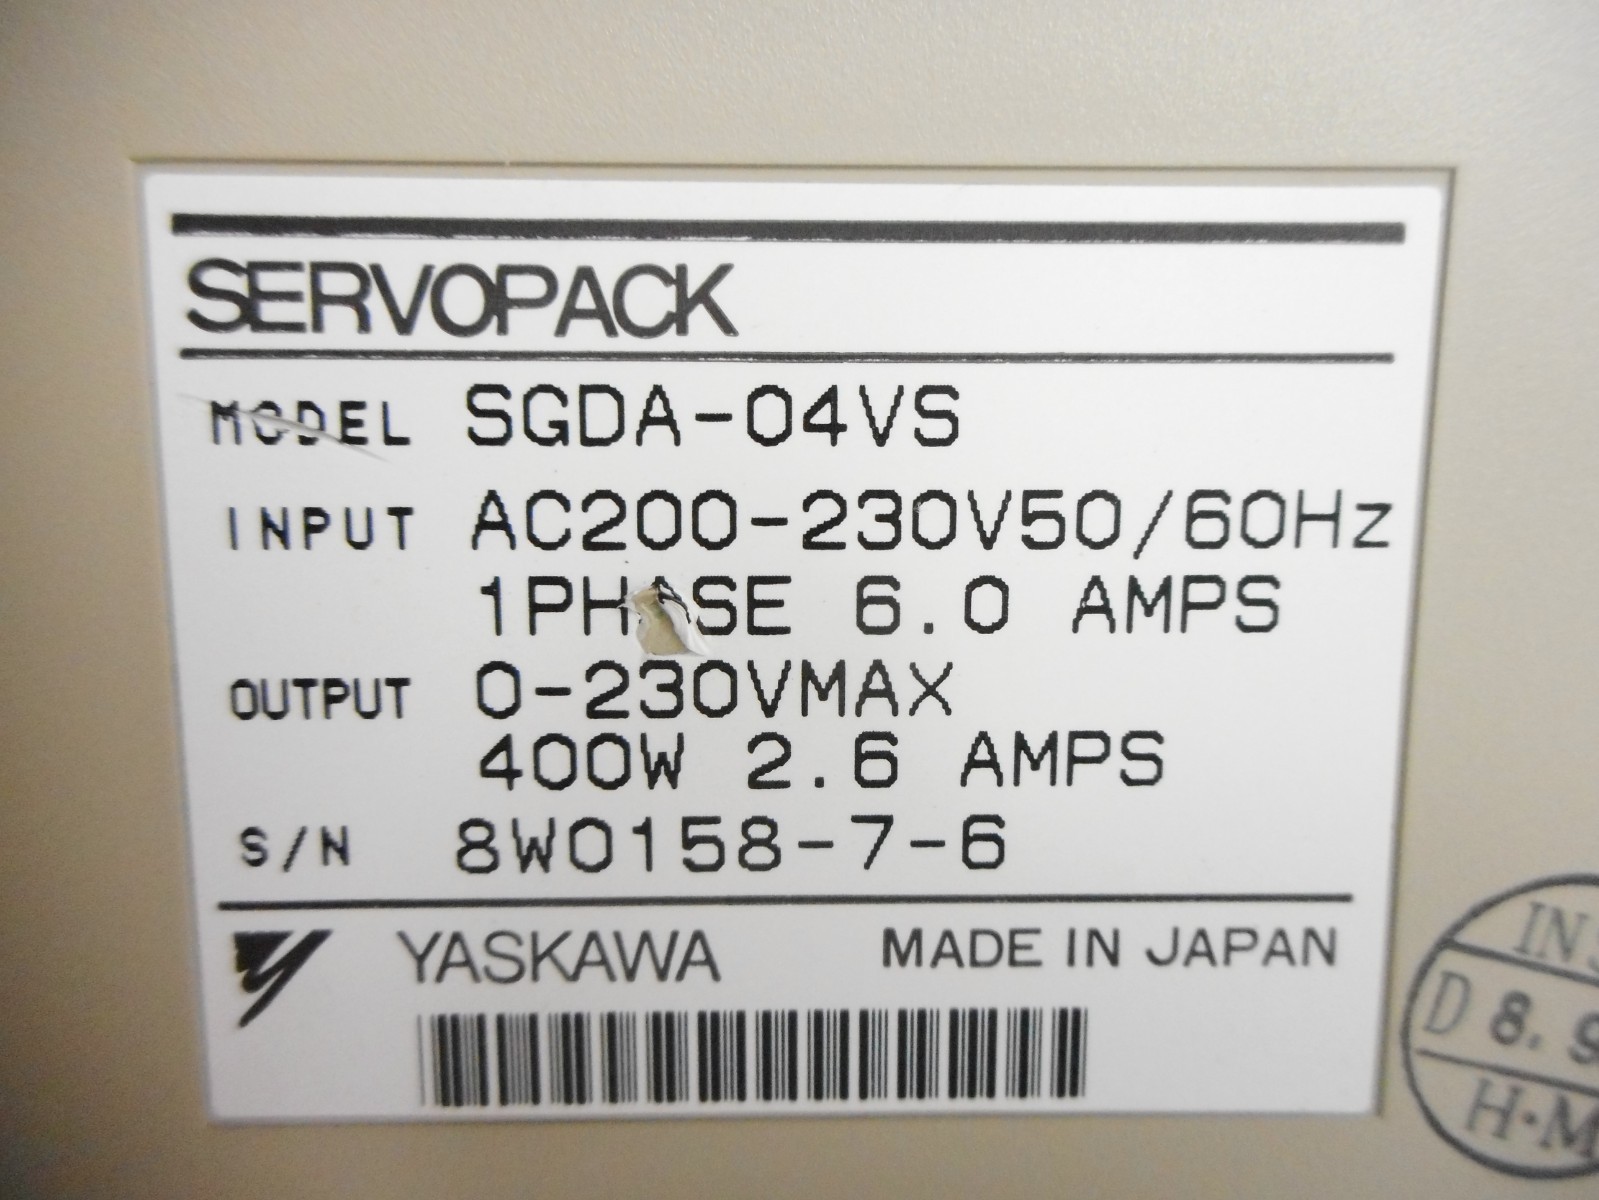 SERVOPACK
MODEL SGDA-04VS
INPUT AC200-230V50/60Hz
1PHASE 6.0 AMPS
OUTPUT 0-230VMAX
400W 2.6 AMPS
S/N 8W0158-7-6
YASKAWA MADE IN JAPAN
D 8.9
H·M